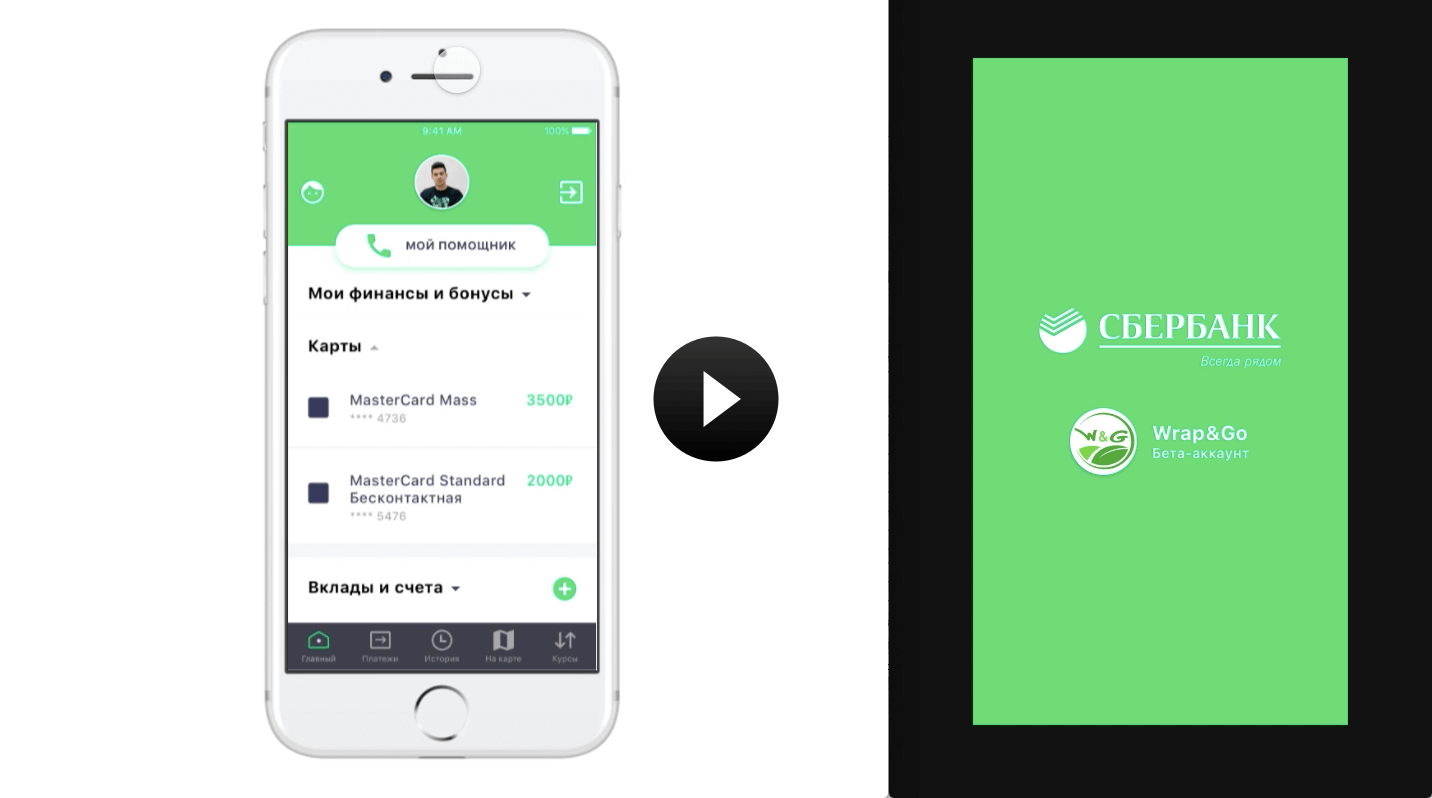 9:41 AM
100%
МОЙ ПОМОЩНИК
Мои финансы и бонусы
Карты
MasterCard Mass
3500₽
**** 4736
MasterCard Standard
2000₽
Бесконтактная
**** 5476
Вклады и счета
Главный
Платежи
История
На карте
Курсы
СБЕРБАНК
Всегда рядом
W&G
Wrap&Go
Бета-аккаунт